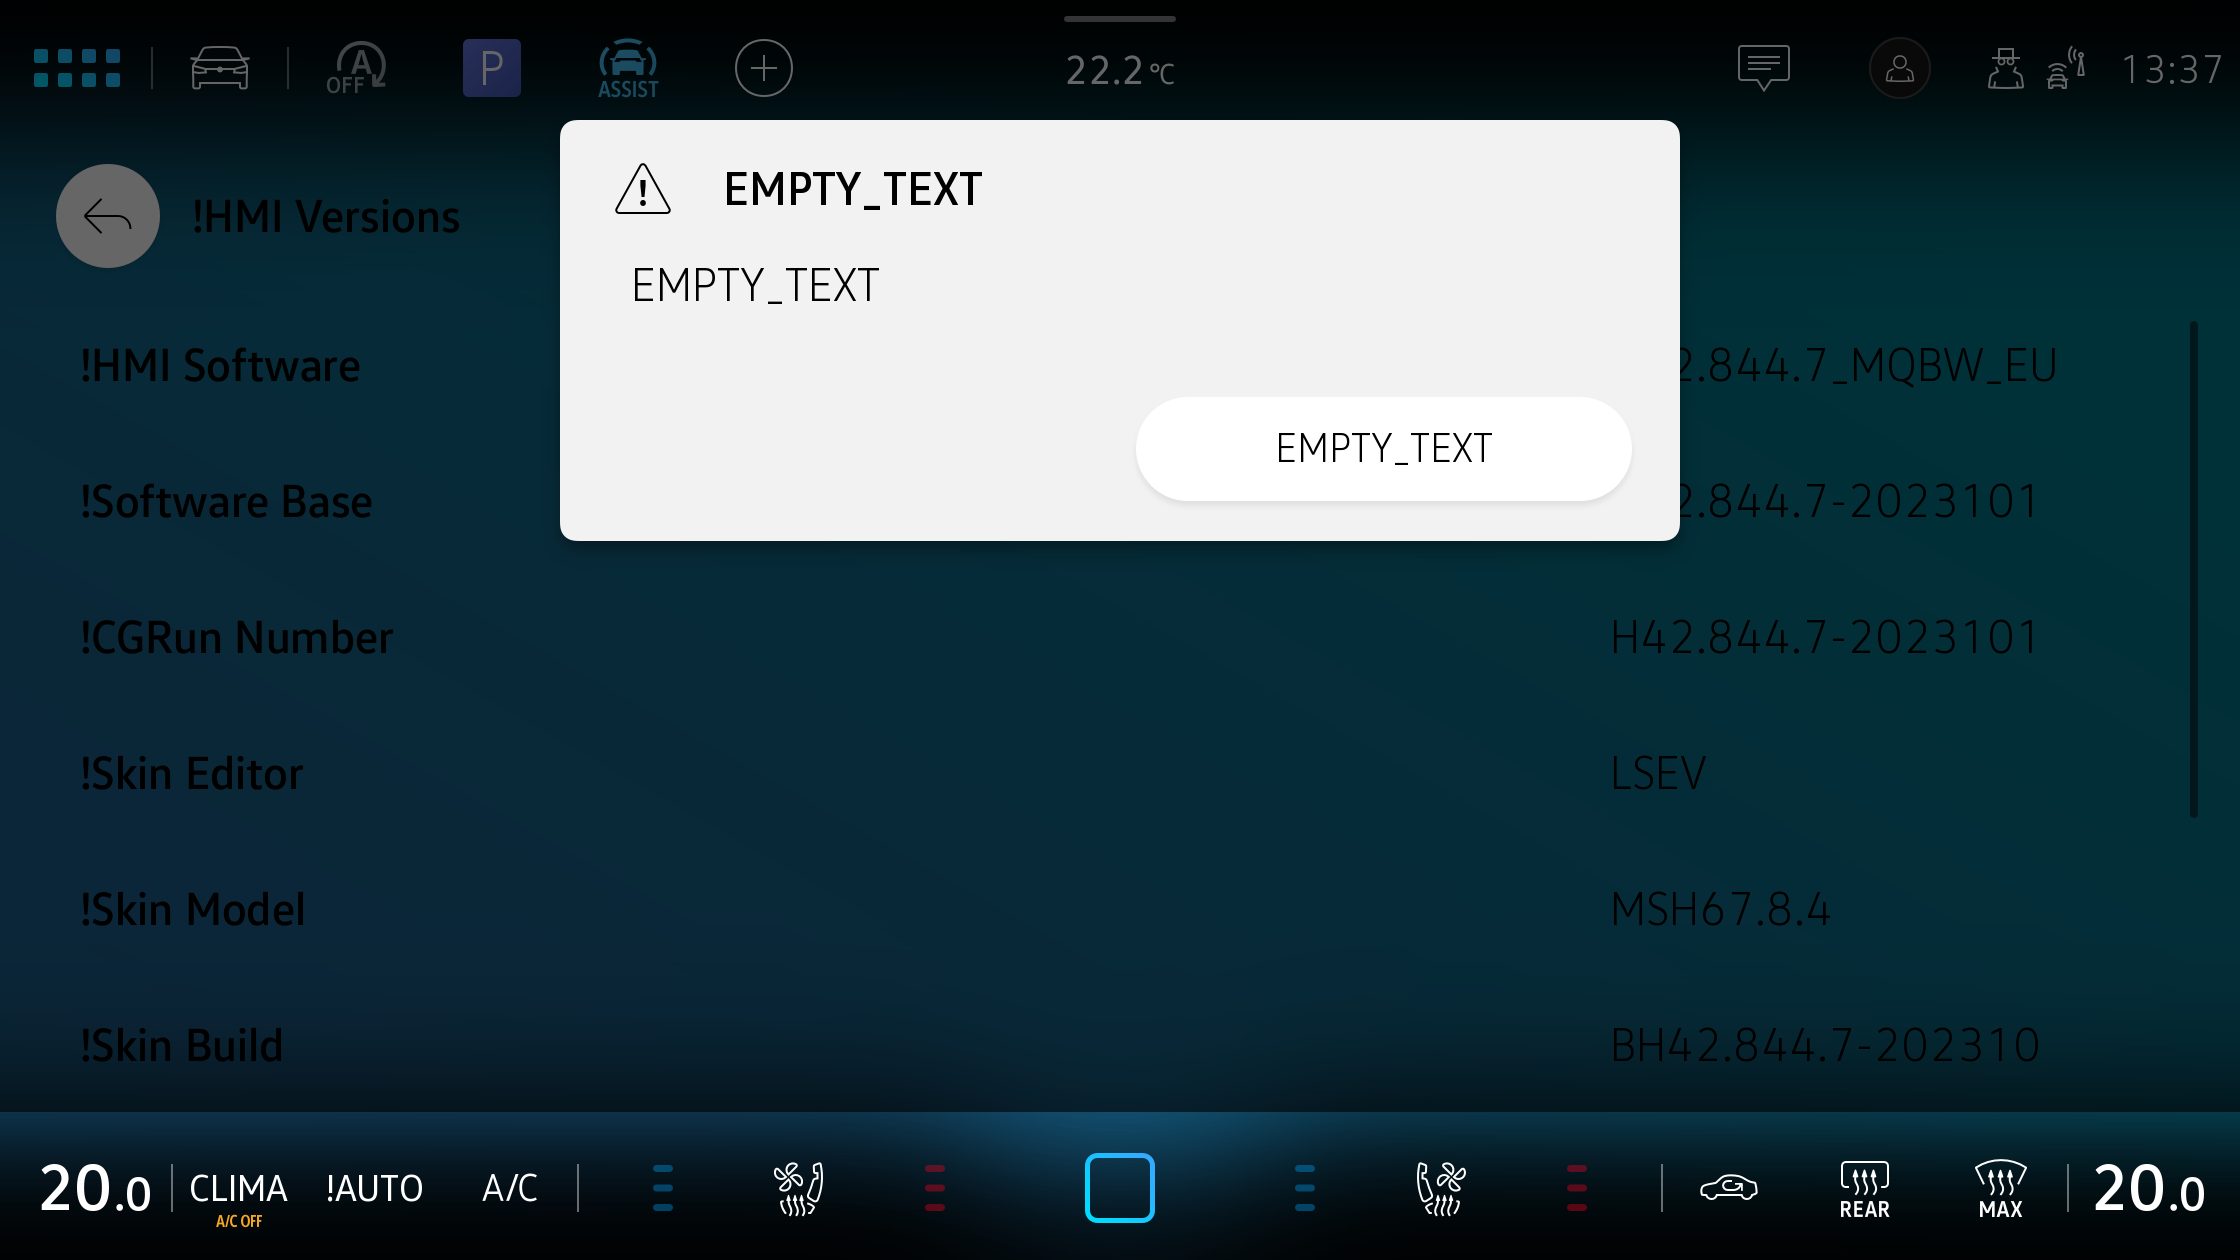 A
OFF
P
ASSIST
22.2 °C
13:37
!HMI Versions
EMPTY_TEXT
EMPTY_TEXT
EMPTY_TEXT
!HMI Software
2.844.7_MQBW_EU
!Software Base
2.844.7-2023101
!CGRun Number
H42.844.7-2023101
!Skin Editor
LSEV
!Skin Model
MSH67.8.4
!Skin Build
BH42.844.7-202310
20.0
CLIMA
A/C OFF
!AUTO
A/C
REAR
MAX
20.0